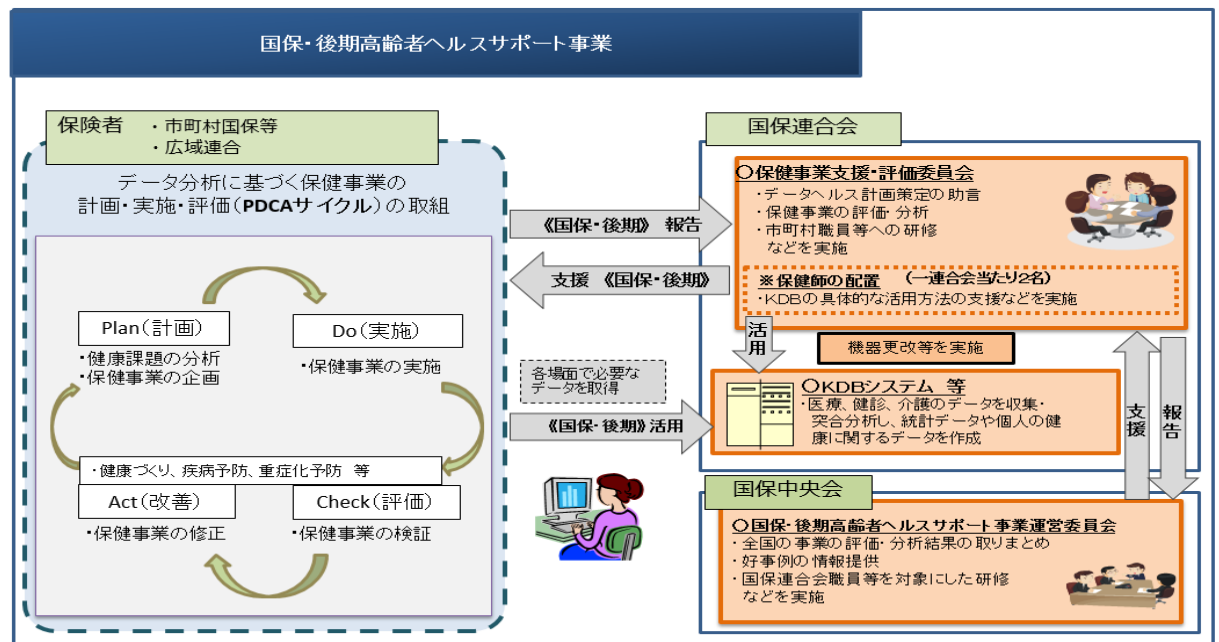 国保・後期高齢者ヘルスサポート事業
保険者 ・市町村国保等
・広域連合
データ分析に基づく保健事業の
計画・実施・評価(PDCAサイクル)の取組
Plan(計画)
・健康課題の分析
・保健事業の企画
Do(実施)
・保健事業の実施
・健康づくり、疾病予防、重症化予防 等
Act(改善)
・保健事業の修正
Check(評価)
・保健事業の検証
《国保・後期》 報告
支援 《国保・後期》
各場面で必要な
データを取得
《国保・後期》活用
国保連合会
〇保健事業支援・評価委員会
・データヘルス計画策定の助言
・保健事業の評価・分析
・市町村職員等への研修
などを実施
※保健師の配置 (一連合会当たり2名)
・KDBの具体的な活用方法の支援などを実施
活用
機器更改等を実施
〇KDBシステム 等
・医療、健診、介護のデータを収集・
突合分析し、統計データや個人の健
康に関するデータを作成
支援
報告
国保中央会
〇国保・後期高齢者ヘルスサポート事業運営委員会
・全国の事業の評価・分析結果の取りまとめ
・好事例の情報提供
・国保連合会職員等を対象にした研修
などを実施